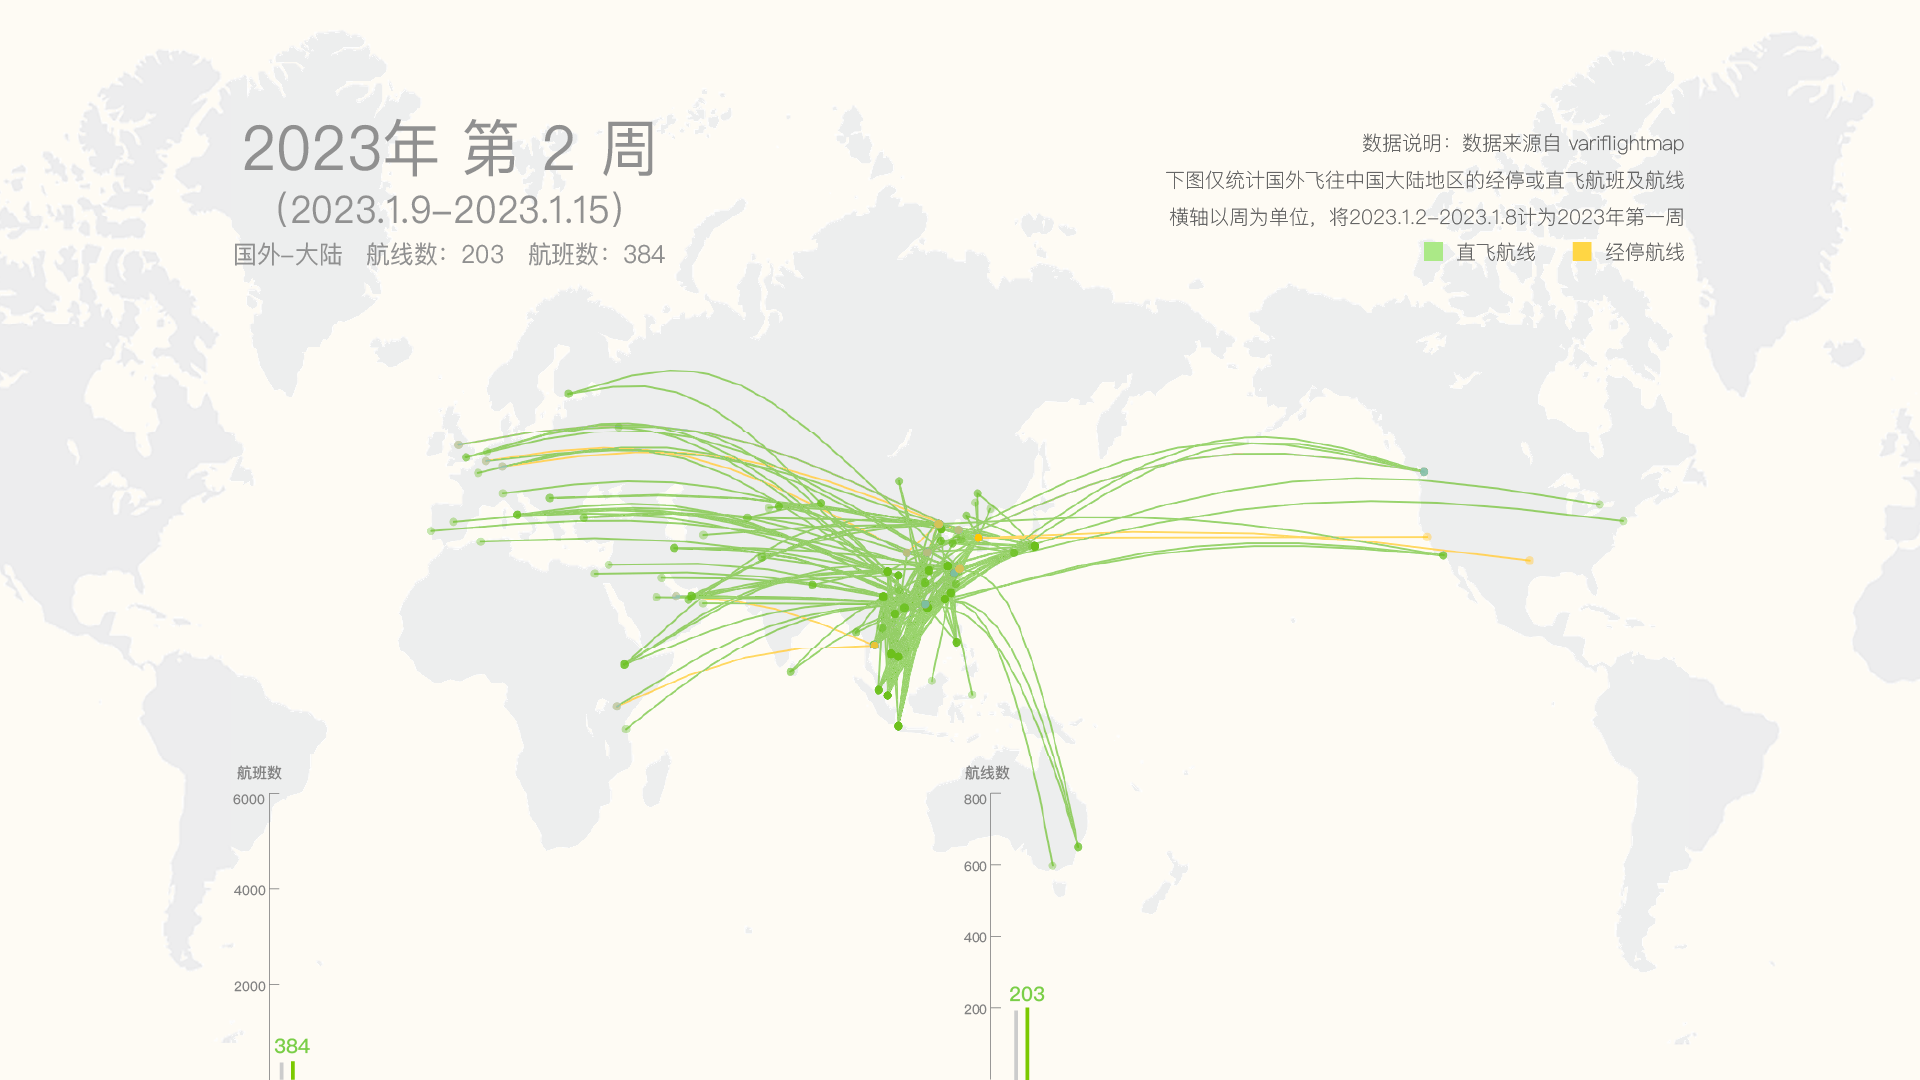 2023年 第 2 周
(2023.1.9–2023.1.15)
国外–大陆 航线数：203 航班数：384
数据说明：数据来源自 variflightmap
下图仅统计国外飞往中国大陆地区的经停或直飞航班及航线
横轴以周为单位，将2023.1.2–2023.1.8计为2023年第一周
直飞航线 经停航线
航班数
6000
4000
2000
384
航线数
800
600
400
200
203